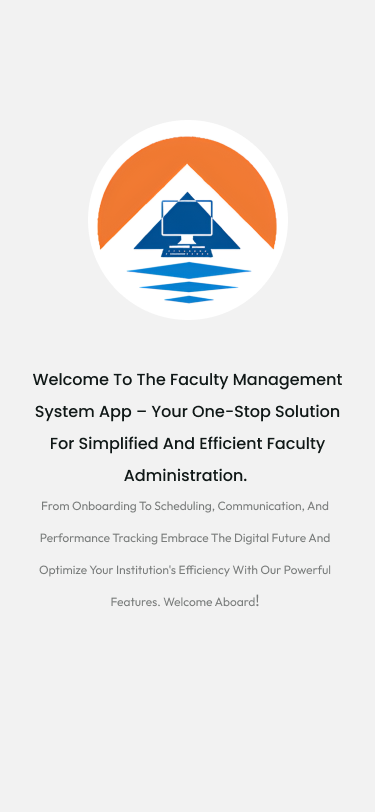 Welcome To The Faculty Management
System App – Your One-Stop Solution
For Simplified And Efficient Faculty
Administration.
From Onboarding To Scheduling, Communication, And
Performance Tracking Embrace The Digital Future And
Optimize Your Institution's Efficiency With Our Powerful
Features. Welcome Aboard!